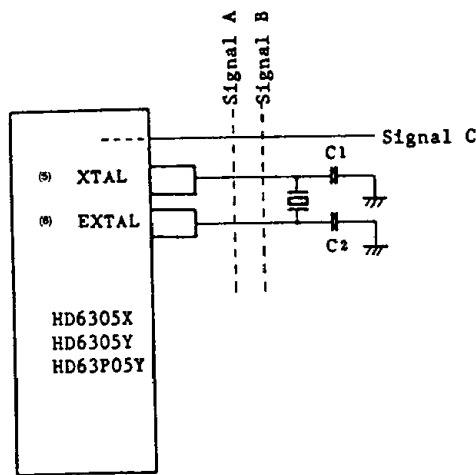 Signal A
Signal B
Signal C
C1
(5) XTAL
(6) EXTAL
C2
HD6305X
HD6305Y
HD63P05Y